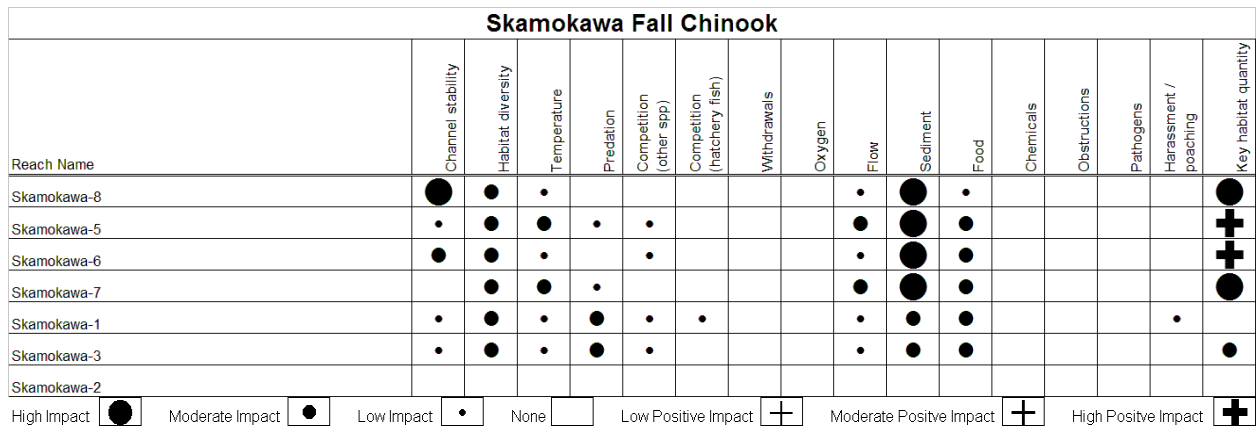 Skamokawa Fall Chinook
Reach Name
Channel stability
Habitat diversity
Temperature
Predation
Competition
(other spp)
Competition
(hatchery fish)
Withdrawals
Oxygen
Flow
Sediment
Food
Chemicals
Obstructions
Pathogens
Harassment /
poaching
Key habitat quantity
Skamokawa-8
Skamokawa-5
Skamokawa-6
Skamokawa-7
Skamokawa-1
Skamokawa-3
Skamokawa-2
High Impact Moderate Impact Low Impact None Low Positive Impact Moderate Positve Impact High Positve Impact